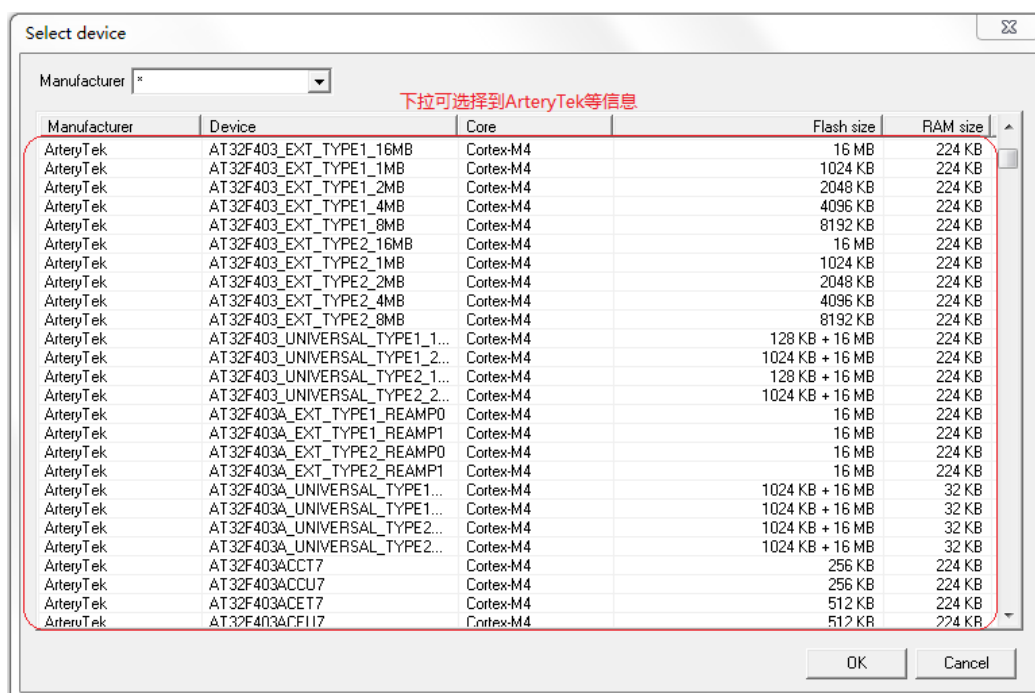 Select device
Manufacturer *
下拉可选择到ArteryTek等信息
Manufacturer Device Core Flash size RAM size
ArteryTek AT32F403_EXT_TYPE1_16MB Cortex-M4 16 MB 224 KB
ArteryTek AT32F403_EXT_TYPE1_1MB Cortex-M4 1024 KB 224 KB
ArteryTek AT32F403_EXT_TYPE1_2MB Cortex-M4 2048 KB 224 KB
ArteryTek AT32F403_EXT_TYPE1_4MB Cortex-M4 4096 KB 224 KB
ArteryTek AT32F403_EXT_TYPE1_8MB Cortex-M4 8192 KB 224 KB
ArteryTek AT32F403_EXT_TYPE2_16MB Cortex-M4 16 MB 224 KB
ArteryTek AT32F403_EXT_TYPE2_1MB Cortex-M4 1024 KB 224 KB
ArteryTek AT32F403_EXT_TYPE2_2MB Cortex-M4 2048 KB 224 KB
ArteryTek AT32F403_EXT_TYPE2_4MB Cortex-M4 4096 KB 224 KB
ArteryTek AT32F403_EXT_TYPE2_8MB Cortex-M4 8192 KB 224 KB
ArteryTek AT32F403_UNIVERSAL_TYPE1_1... Cortex-M4 128 KB + 16 MB 224 KB
ArteryTek AT32F403_UNIVERSAL_TYPE1_2... Cortex-M4 1024 KB + 16 MB 224 KB
ArteryTek AT32F403_UNIVERSAL_TYPE2_1... Cortex-M4 128 KB + 16 MB 224 KB
ArteryTek AT32F403_UNIVERSAL_TYPE2_2... Cortex-M4 1024 KB + 16 MB 224 KB
ArteryTek AT32F403A_EXT_TYPE1_REAMP0 Cortex-M4 16 MB 224 KB
ArteryTek AT32F403A_EXT_TYPE1_REAMP1 Cortex-M4 16 MB 224 KB
ArteryTek AT32F403A_EXT_TYPE2_REAMP0 Cortex-M4 16 MB 224 KB
ArteryTek AT32F403A_EXT_TYPE2_REAMP1 Cortex-M4 16 MB 224 KB
ArteryTek AT32F403A_UNIVERSAL_TYPE1... Cortex-M4 1024 KB + 16 MB 32 KB
ArteryTek AT32F403A_UNIVERSAL_TYPE1... Cortex-M4 1024 KB + 16 MB 32 KB
ArteryTek AT32F403A_UNIVERSAL_TYPE2... Cortex-M4 1024 KB + 16 MB 32 KB
ArteryTek AT32F403A_UNIVERSAL_TYPE2... Cortex-M4 1024 KB + 16 MB 32 KB
ArteryTek AT32F403ACCT7 Cortex-M4 256 KB 224 KB
ArteryTek AT32F403ACCU7 Cortex-M4 256 KB 224 KB
ArteryTek AT32F403ACET7 Cortex-M4 512 KB 224 KB
ArteryTek AT32F403ACEU7 Cortex-M4 512 KB 224 KB
OK Cancel